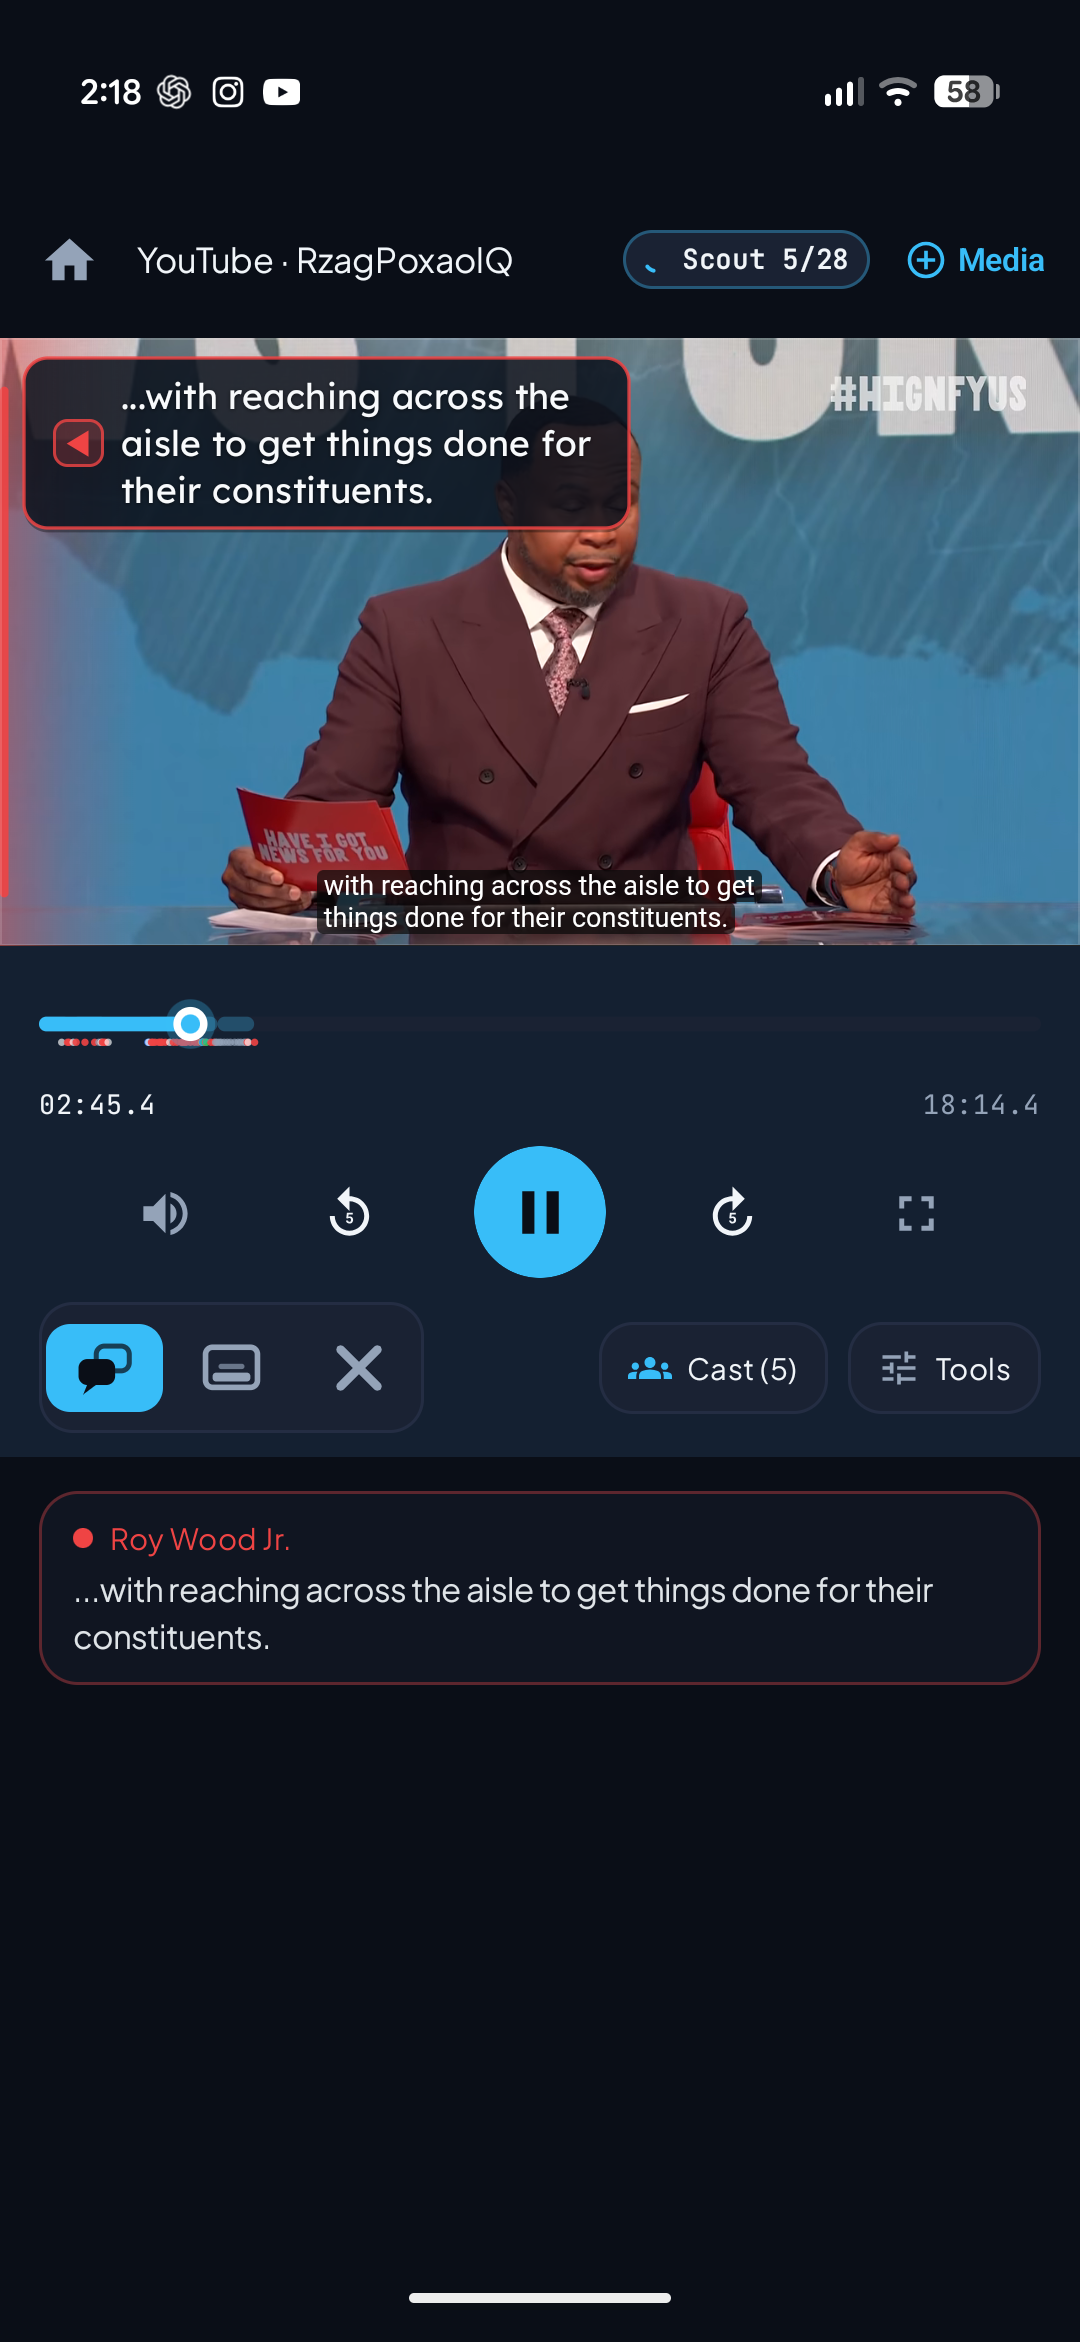 2:18
58
YouTube · RzagPoxaoIQ
Scout 5/28
Media
#HIGNFYUS
...with reaching across the
aisle to get things done for
their constituents.
HAVE I GOT
NEWS FOR YOU
with reaching across the aisle to get
things done for their constituents.
02:45.4
18:14.4
5
5
Cast (5)
Tools
Roy Wood Jr.
...with reaching across the aisle to get things done for their
constituents.